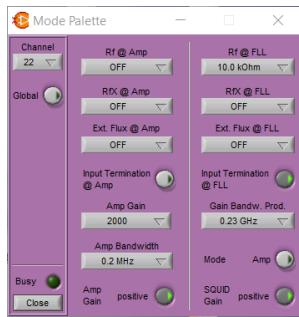 Mode Palette
Channel
22
Global
Busy
Close
Rf @ Amp
OFF
RfX @ Amp
OFF
Ext. Flux @ Amp
OFF
Input Termination
@ Amp
Amp Gain
2000
Amp Bandwidth
0.2 MHz
Amp
Gain
positive
Rf @ FLL
10.0 kOhm
RfX @ FLL
OFF
Ext. Flux @ FLL
OFF
Input Termination
@ FLL
Gain Bandw. Prod.
0.23 GHz
Mode Amp
SQUID
Gain
positive